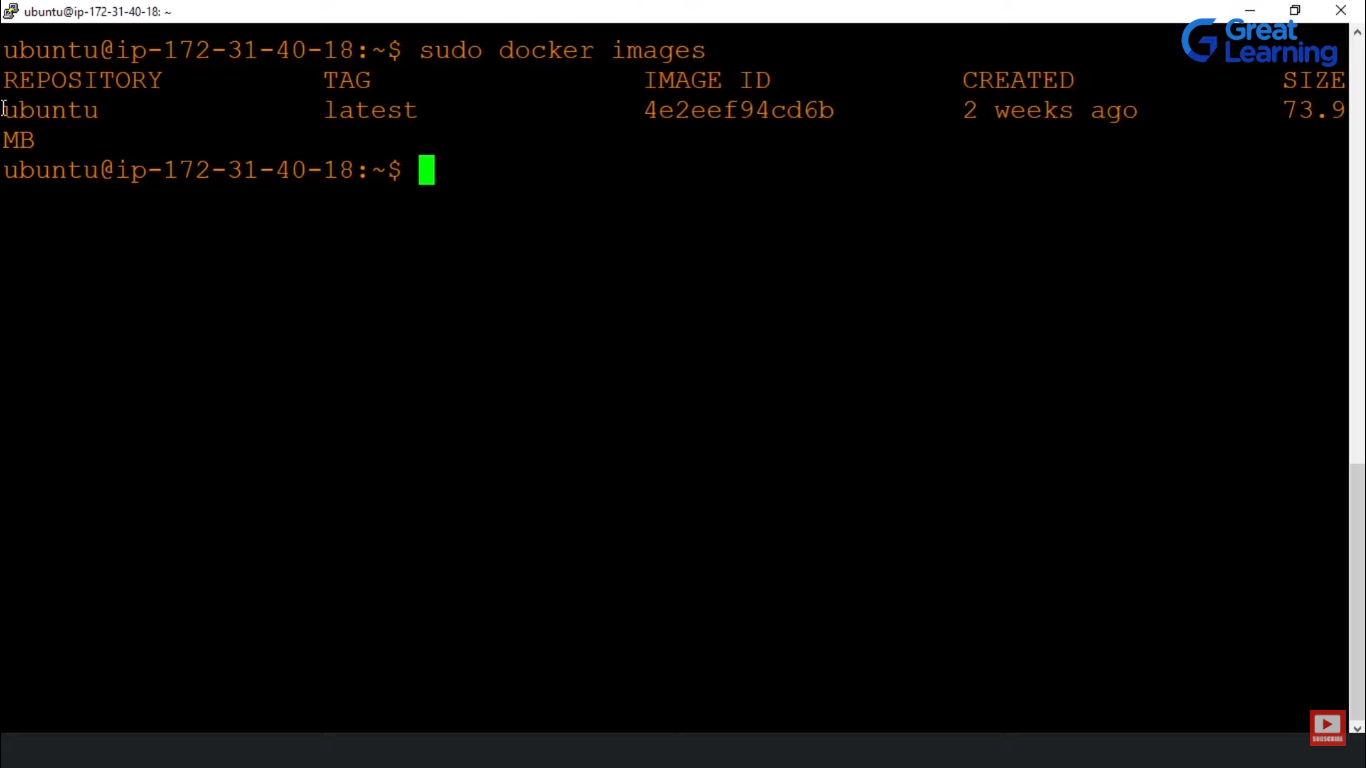 ubuntu@ip-172-31-40-18: ~
Great
Learning
ubuntu@ip-172-31-40-18:~$ sudo docker images
REPOSITORY TAG IMAGE ID CREATED SIZE
ubuntu latest 4e2eef94cd6b 2 weeks ago 73.9
MB
ubuntu@ip-172-31-40-18:~$
SUBSCRIBE